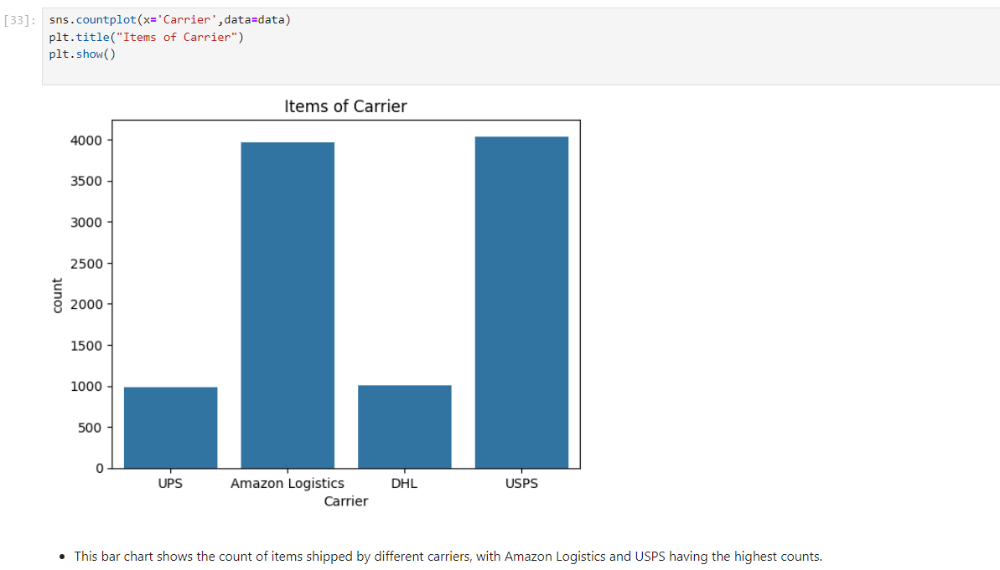 [33]: sns.countplot(x='Carrier',data=data)
plt.title("Items of Carrier")
plt.show()
Items of Carrier
4000
3500
3000
2500
2000
1500
1000
500
0
count
UPS Amazon Logistics DHL USPS
Carrier
• This bar chart shows the count of items shipped by different carriers, with Amazon Logistics and USPS having the highest counts.